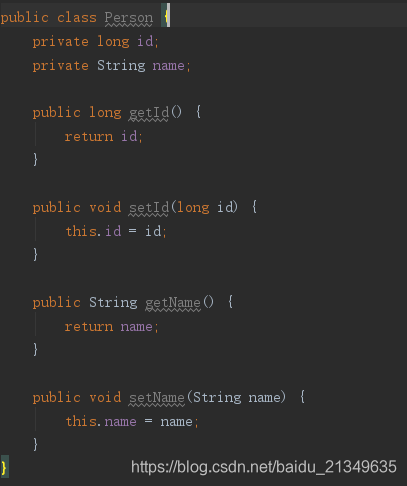 public class Person {
    private long id;
    private String name;

    public long getId() {
        return id;
    }

    public void setId(long id) {
        this.id = id;
    }

    public String getName() {
        return name;
    }

    public void setName(String name) {
        this.name = name;
    }
}
https://blog.csdn.net/baidu_21349635